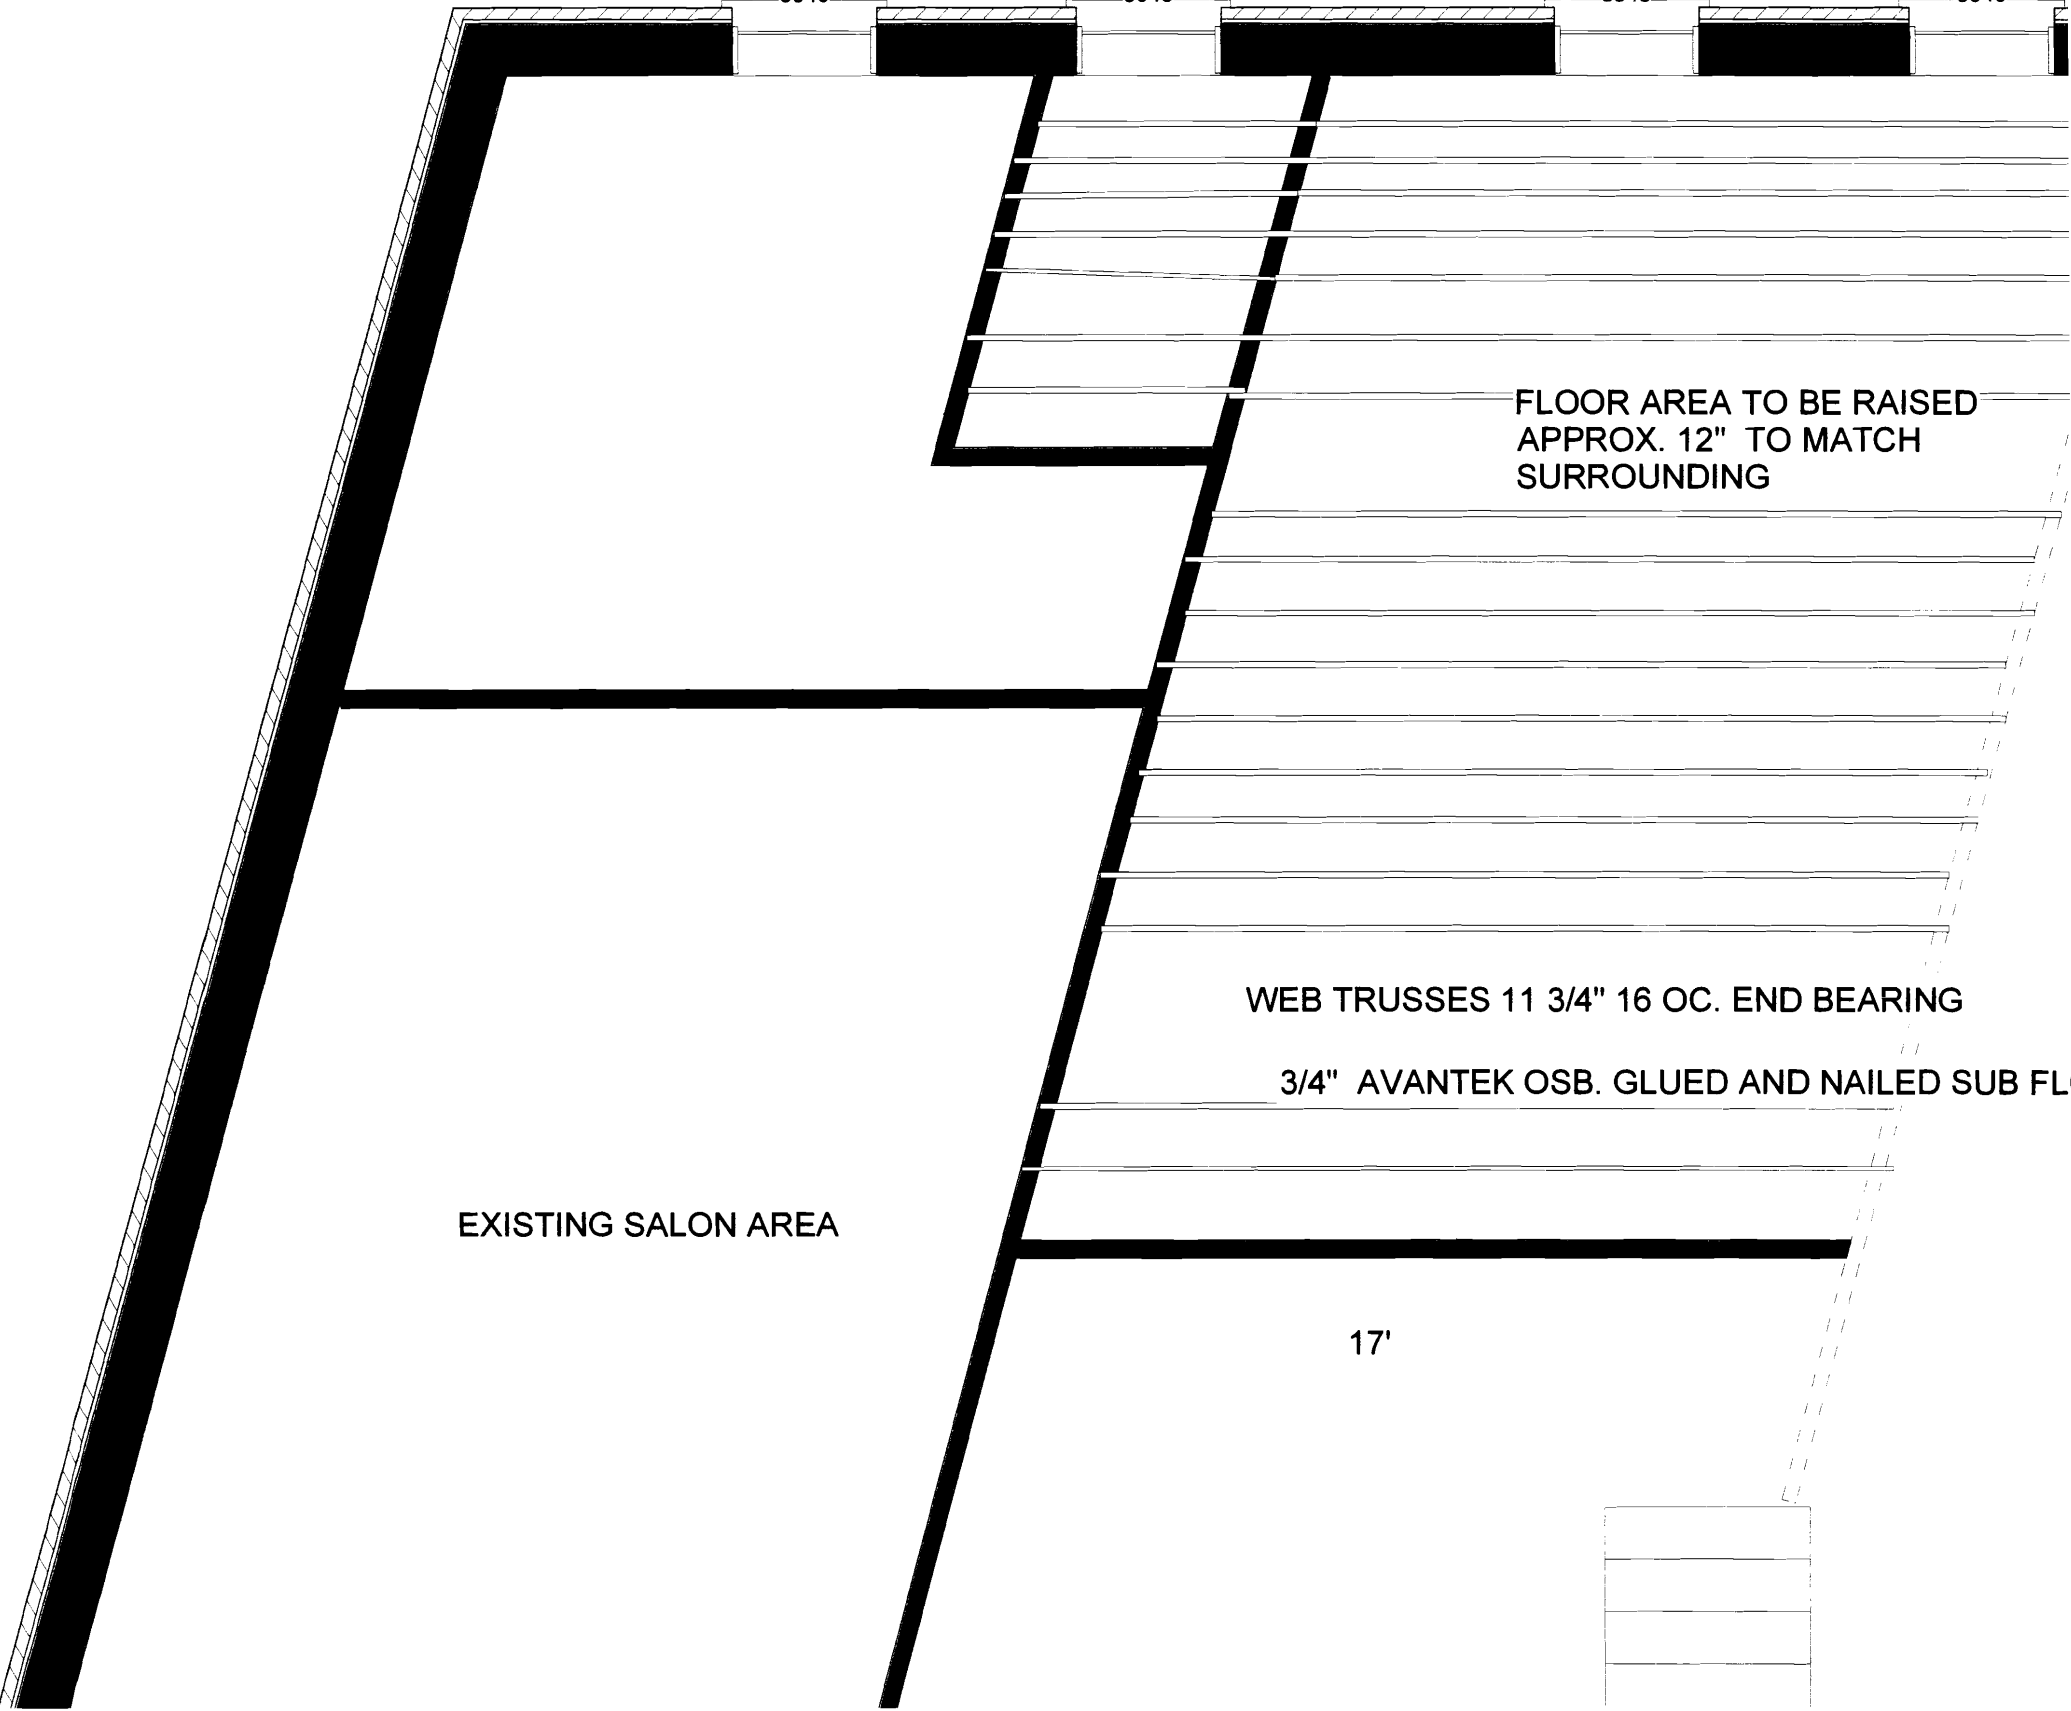 FLOOR AREA TO BE RAISED
APPROX. 12" TO MATCH
SURROUNDING
WEB TRUSSES 11 3/4" 16 OC. END BEARING
3/4" AVANTEK OSB. GLUED AND NAILED SUB
EXISTING SALON AREA
17'